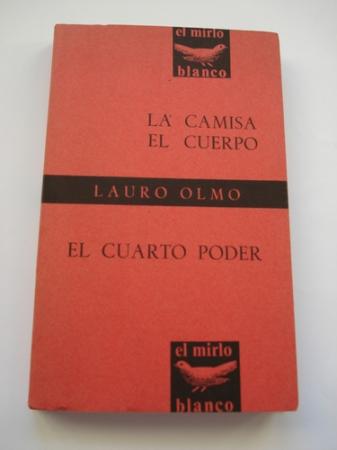 el mirlo
blanco
LA CAMISA
EL CUERPO
LAURO OLMO
EL CUARTO PODER
el mirlo
blanco